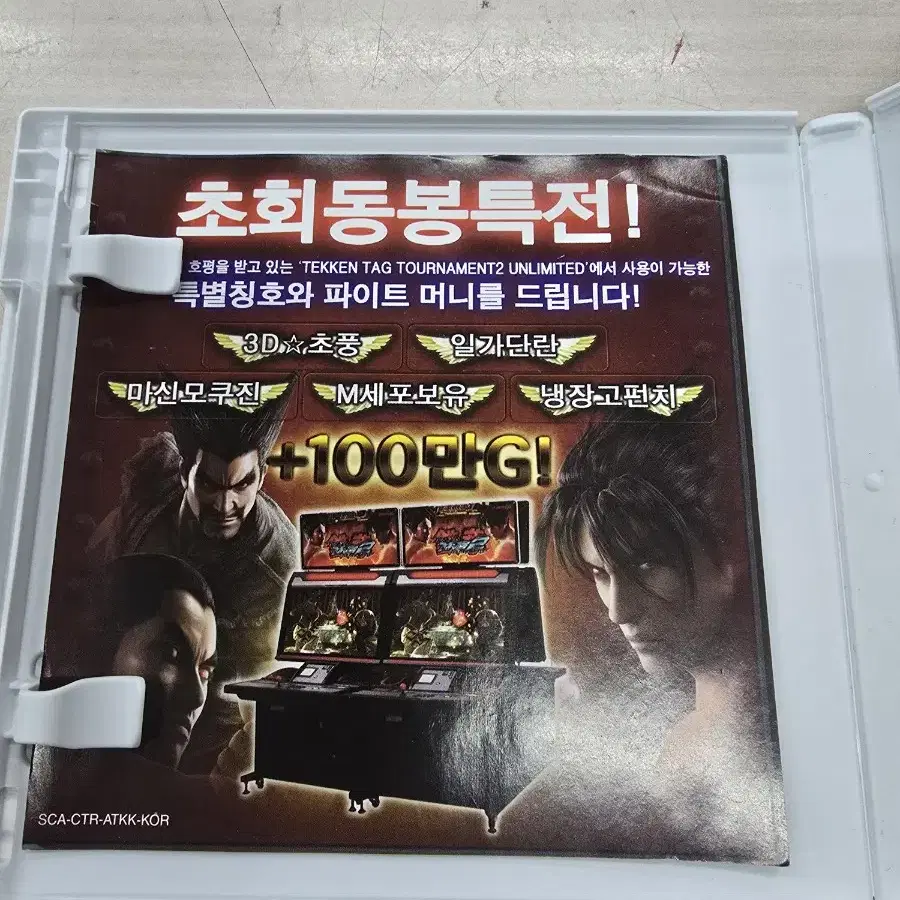 초회동봉특전!
호평을 받고 있는 'TEKKEN TAG TOURNAMENT2 UNLIMITED'에서 사용이 가능한
특별칭호와 파이트 머니를 드립니다!
3D☆초풍 일가단란
마신모쿠진 M세포보유 냉장고펀치
+100만G!
SCA-CTR-ATKK-KOR